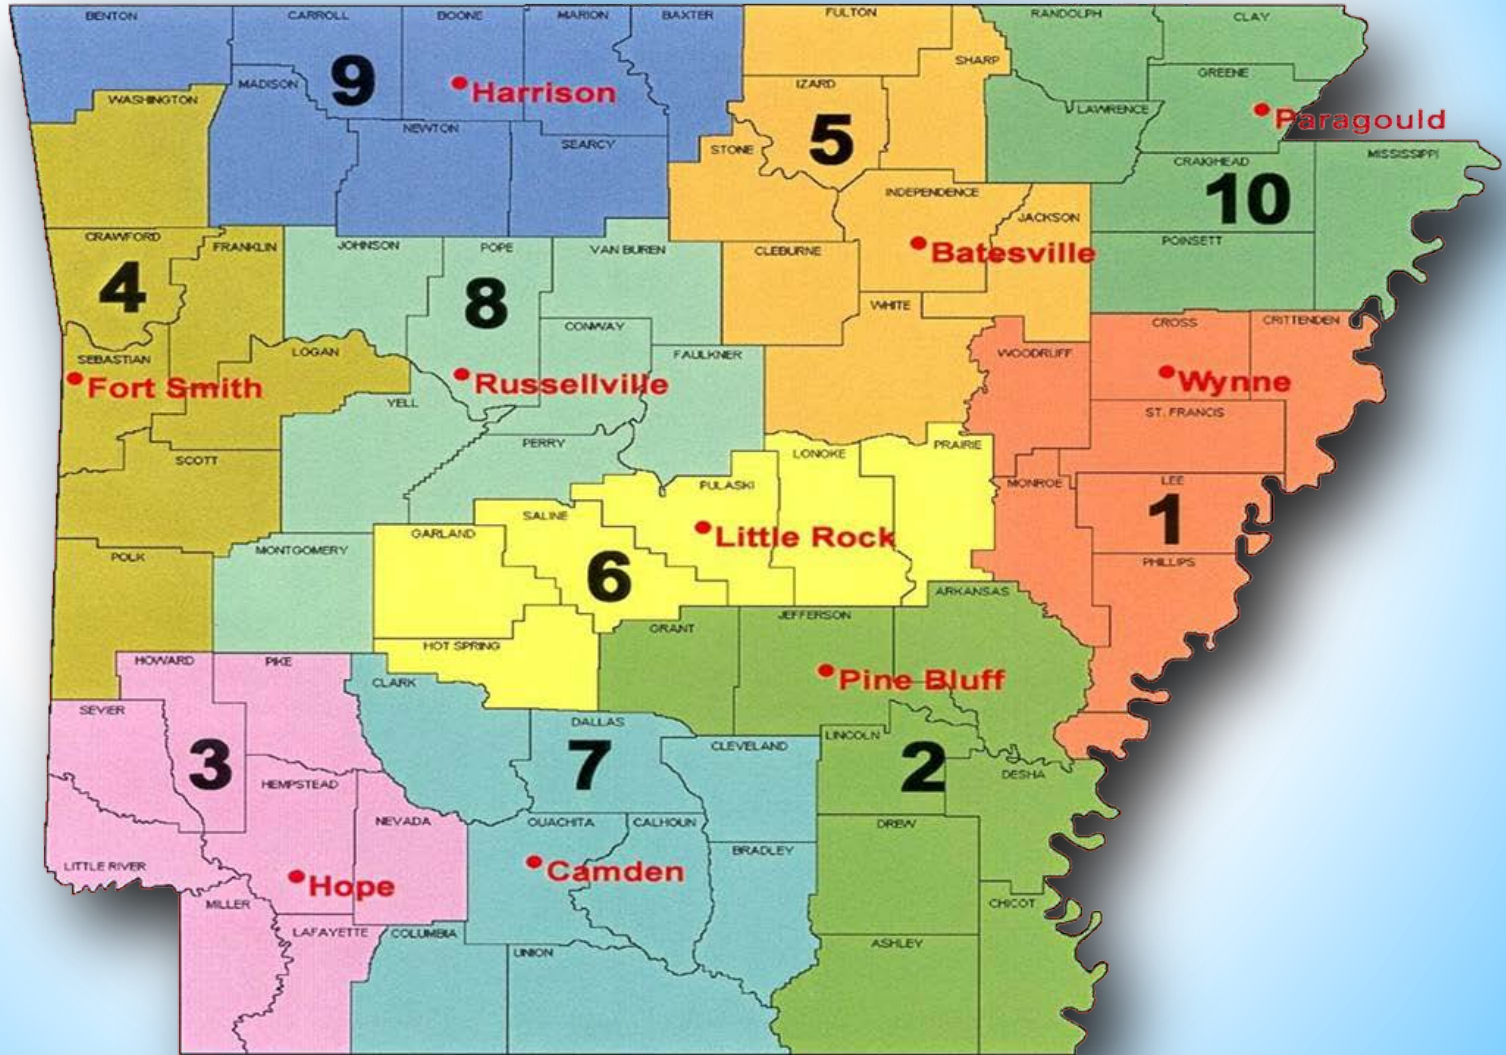 BENTON
CARROLL
BOONE
MARION
BAXTER
FULTON
RANDOLPH
CLAY
SHARP
GREENE
MADISON
9
Harrison
IZARD
WASHINGTON
LAWRENCE
Paragould
NEWTON
SEARCY
STONE
5
CRAIGHEAD
MISSISSIPPI
INDEPENDENCE
10
JACKSON
CRAWFORD
FRANKLIN
JOHNSON
POPE
VAN BUREN
CLEBURNE
Batesville
POINSETT
4
8
WHITE
CONWAY
CROSS
CRITTENDEN
SEBASTIAN
LOGAN
FAULKNER
WOODRUFF
Fort Smith
Russellville
Wynne
YELL
ST. FRANCIS
SCOTT
PERRY
LONOKE
PRAIRIE
PULASKI
MONROE
LEE
SALINE
GARLAND
Little Rock
1
POLK
MONTGOMERY
6
PHILLIPS
ARKANSAS
GRANT
JEFFERSON
HOT SPRING
HOWARD
PIKE
CLARK
Pine Bluff
SEVIER
DALLAS
LINCOLN
3
7
CLEVELAND
2
DESHA
HEMPSTEAD
NEVADA
OUACHITA
CALHOUN
DREW
BRADLEY
LITTLE RIVER
Hope
Camden
MILLER
CHICOT
LAFAYETTE
COLUMBIA
UNION
ASHLEY